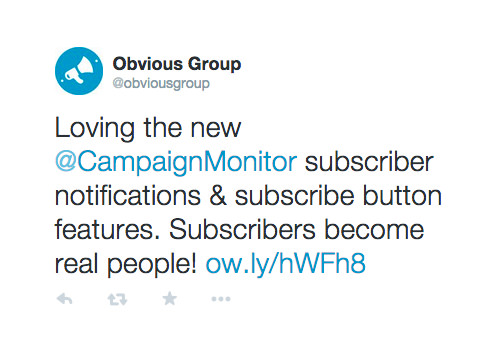 Obvious Group
@obviousgroup
Loving the new
@CampaignMonitor subscriber
notifications & subscribe button
features. Subscribers become
real people! ow.ly/hWFh8